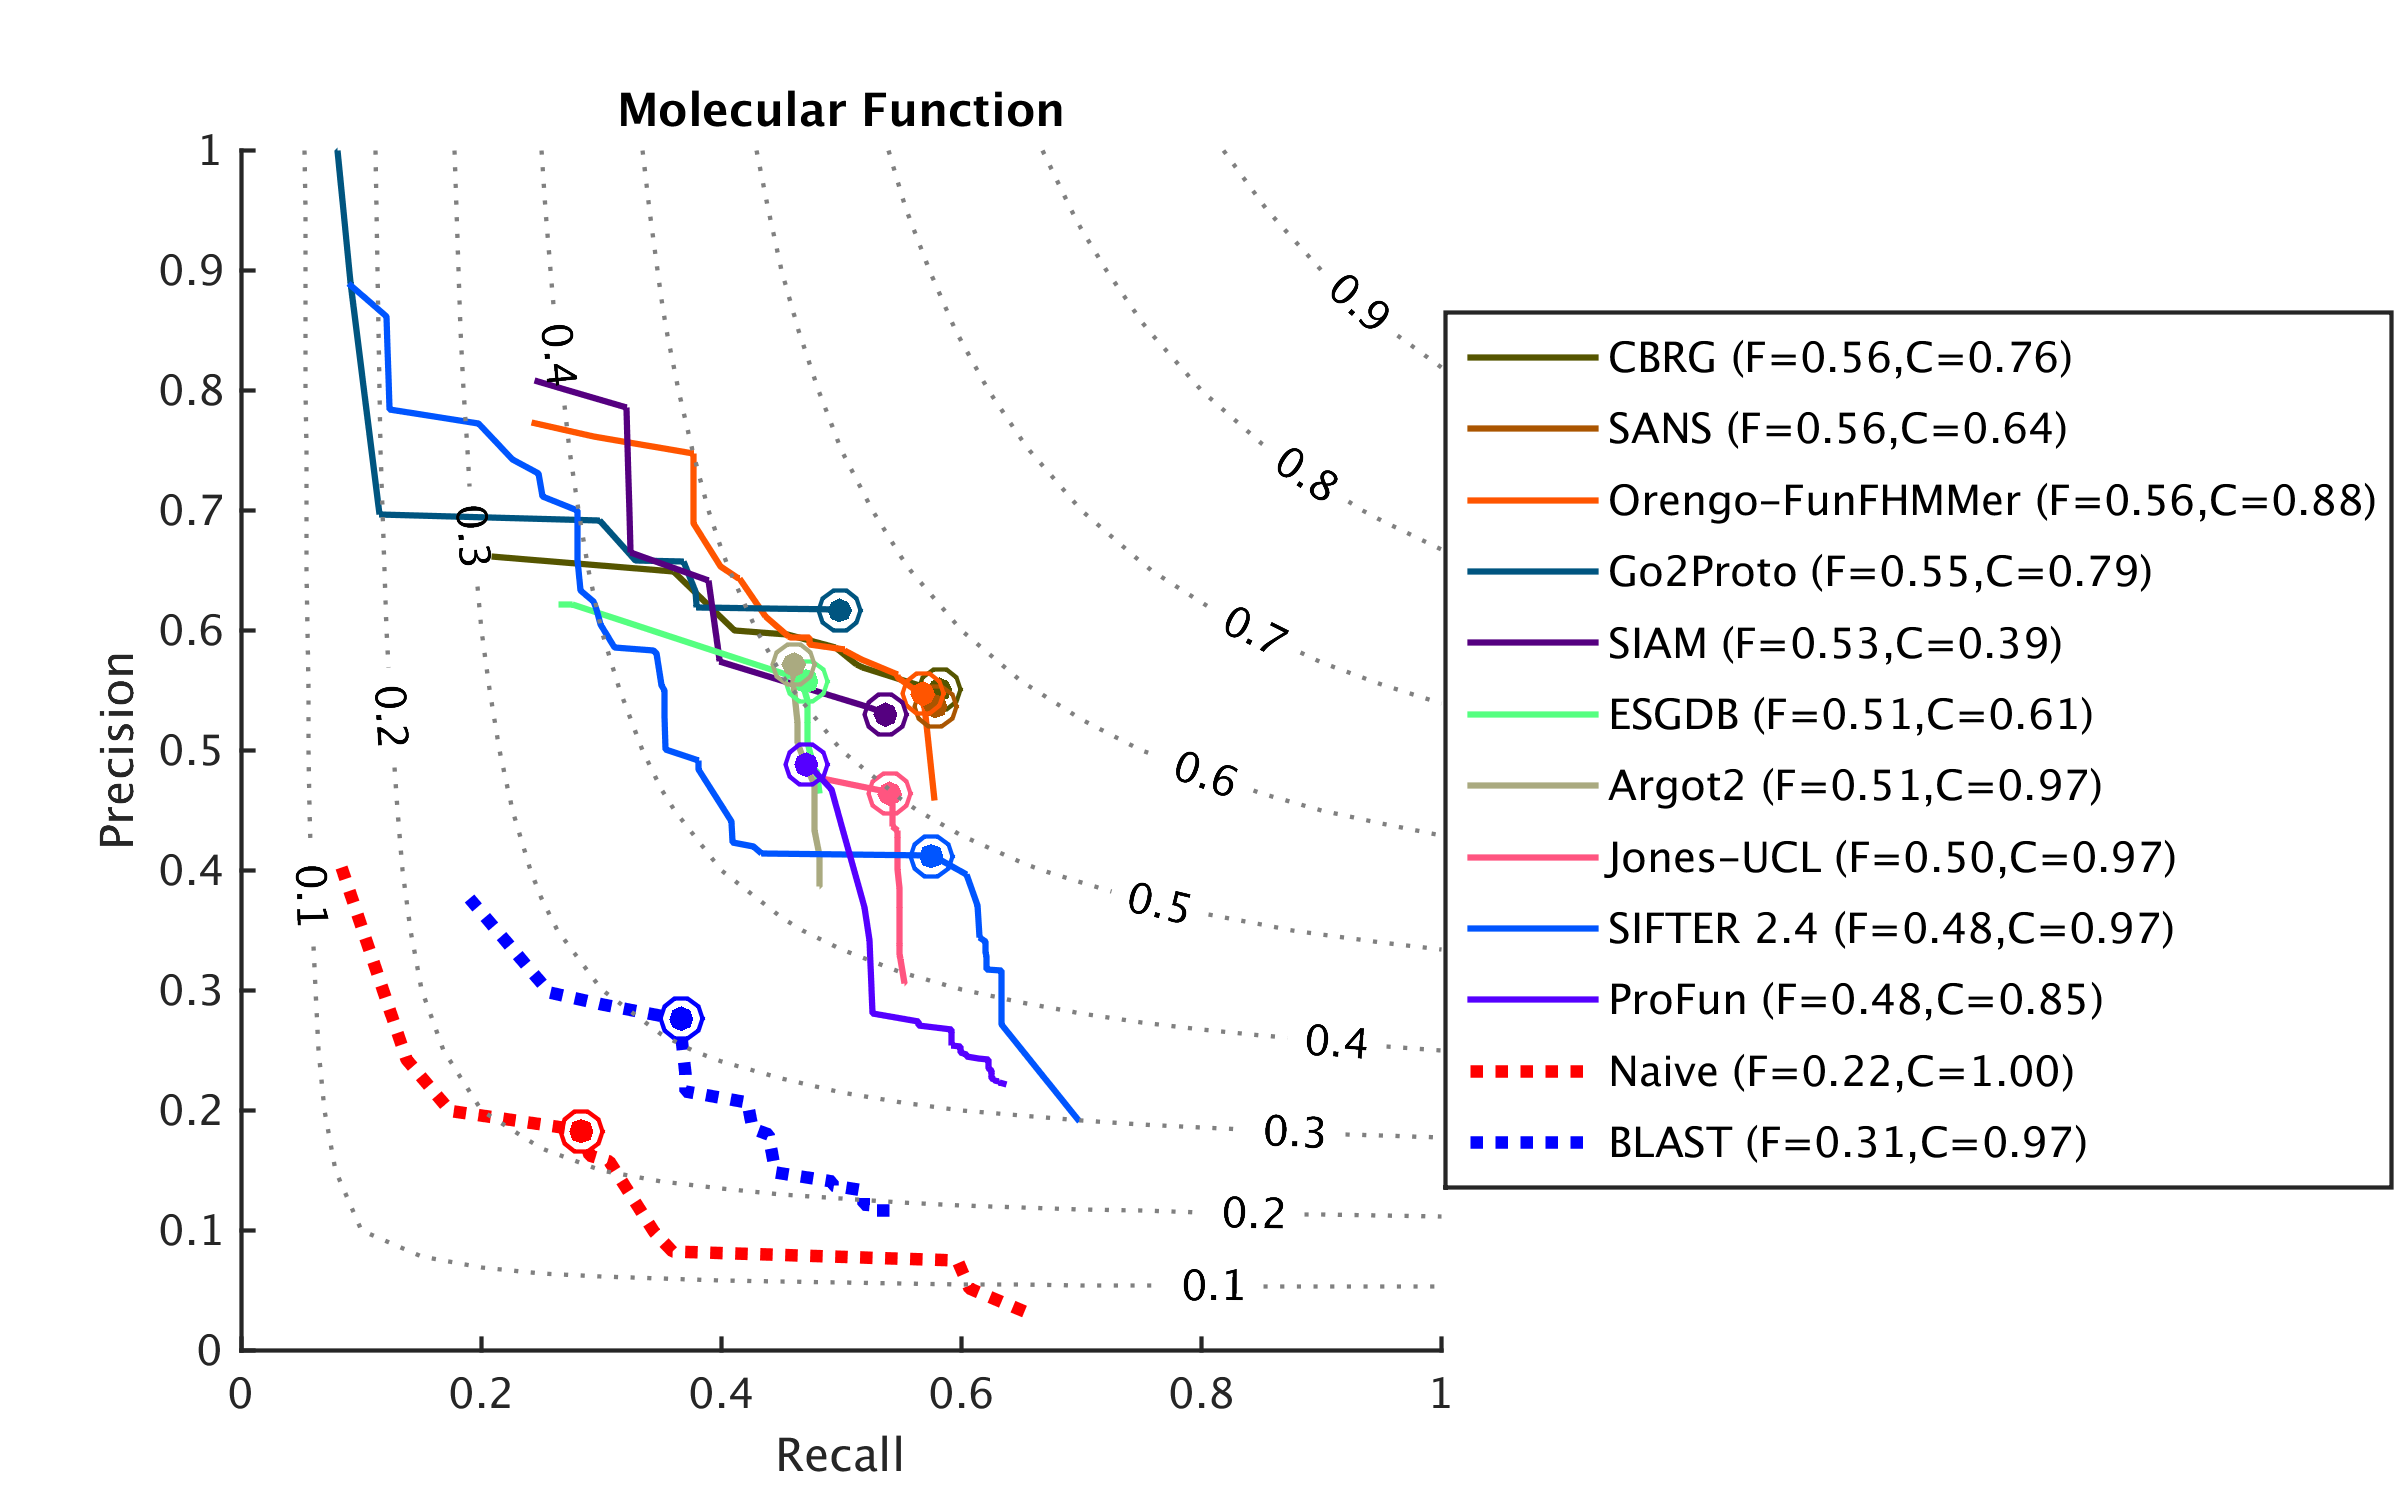 Molecular Function
1
0.9
0.8
0.7
0.6
0.5
0.4
0.3
0.2
0.1
0
Precision
0
0.2
0.4
0.6
0.8
1
Recall
0.1
0.2
0.3
0.4
0.9
0.8
0.7
0.6
0.5
0.4
0.3
0.2
0.1
CBRG (F=0.56,C=0.76)
SANS (F=0.56,C=0.64)
Orengo-FunFHMMer (F=0.56,C=0.88)
Go2Proto (F=0.55,C=0.79)
SIAM (F=0.53,C=0.39)
ESGDB (F=0.51,C=0.61)
Argot2 (F=0.51,C=0.97)
Jones-UCL (F=0.50,C=0.97)
SIFTER 2.4 (F=0.48,C=0.97)
ProFun (F=0.48,C=0.85)
Naive (F=0.22,C=1.00)
BLAST (F=0.31,C=0.97)